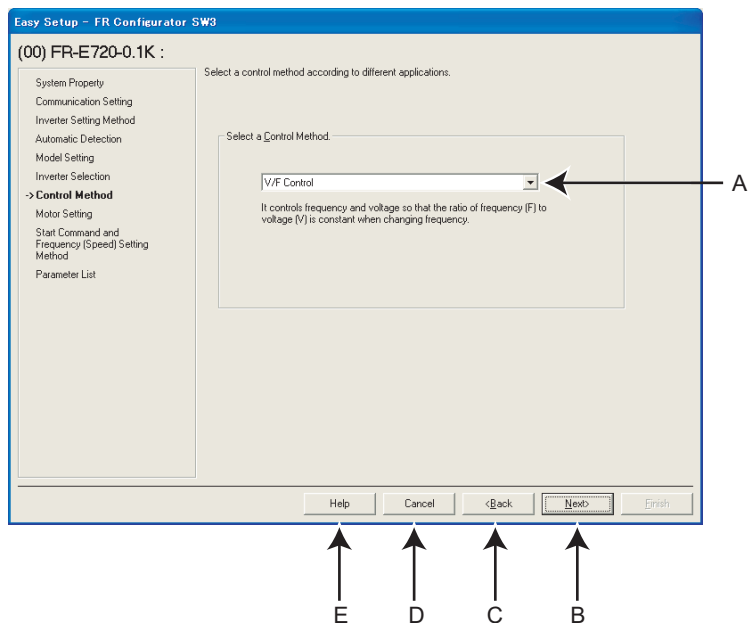 Easy Setup - FR Configurator SW3
(00) FR-E720-0.1K :
System Property
Communication Setting
Inverter Setting Method
Automatic Detection
Model Setting
Inverter Selection
-> Control Method
Motor Setting
Start Command and
Frequency (Speed) Setting
Method
Parameter List
Select a control method according to different applications.
Select a Control Method.
V/F Control
It controls frequency and voltage so that the ratio of frequency (F) to
voltage (V) is constant when changing frequency.
A
Help
Cancel
<Back
Next>
Finish
E
D
C
B